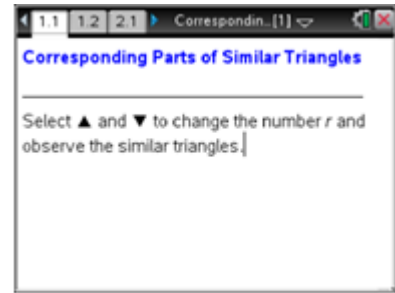 1.1 1.2 2.1 Correspondin…[1]
Corresponding Parts of Similar Triangles
Select ▲ and ▼ to change the number r and
observe the similar triangles.